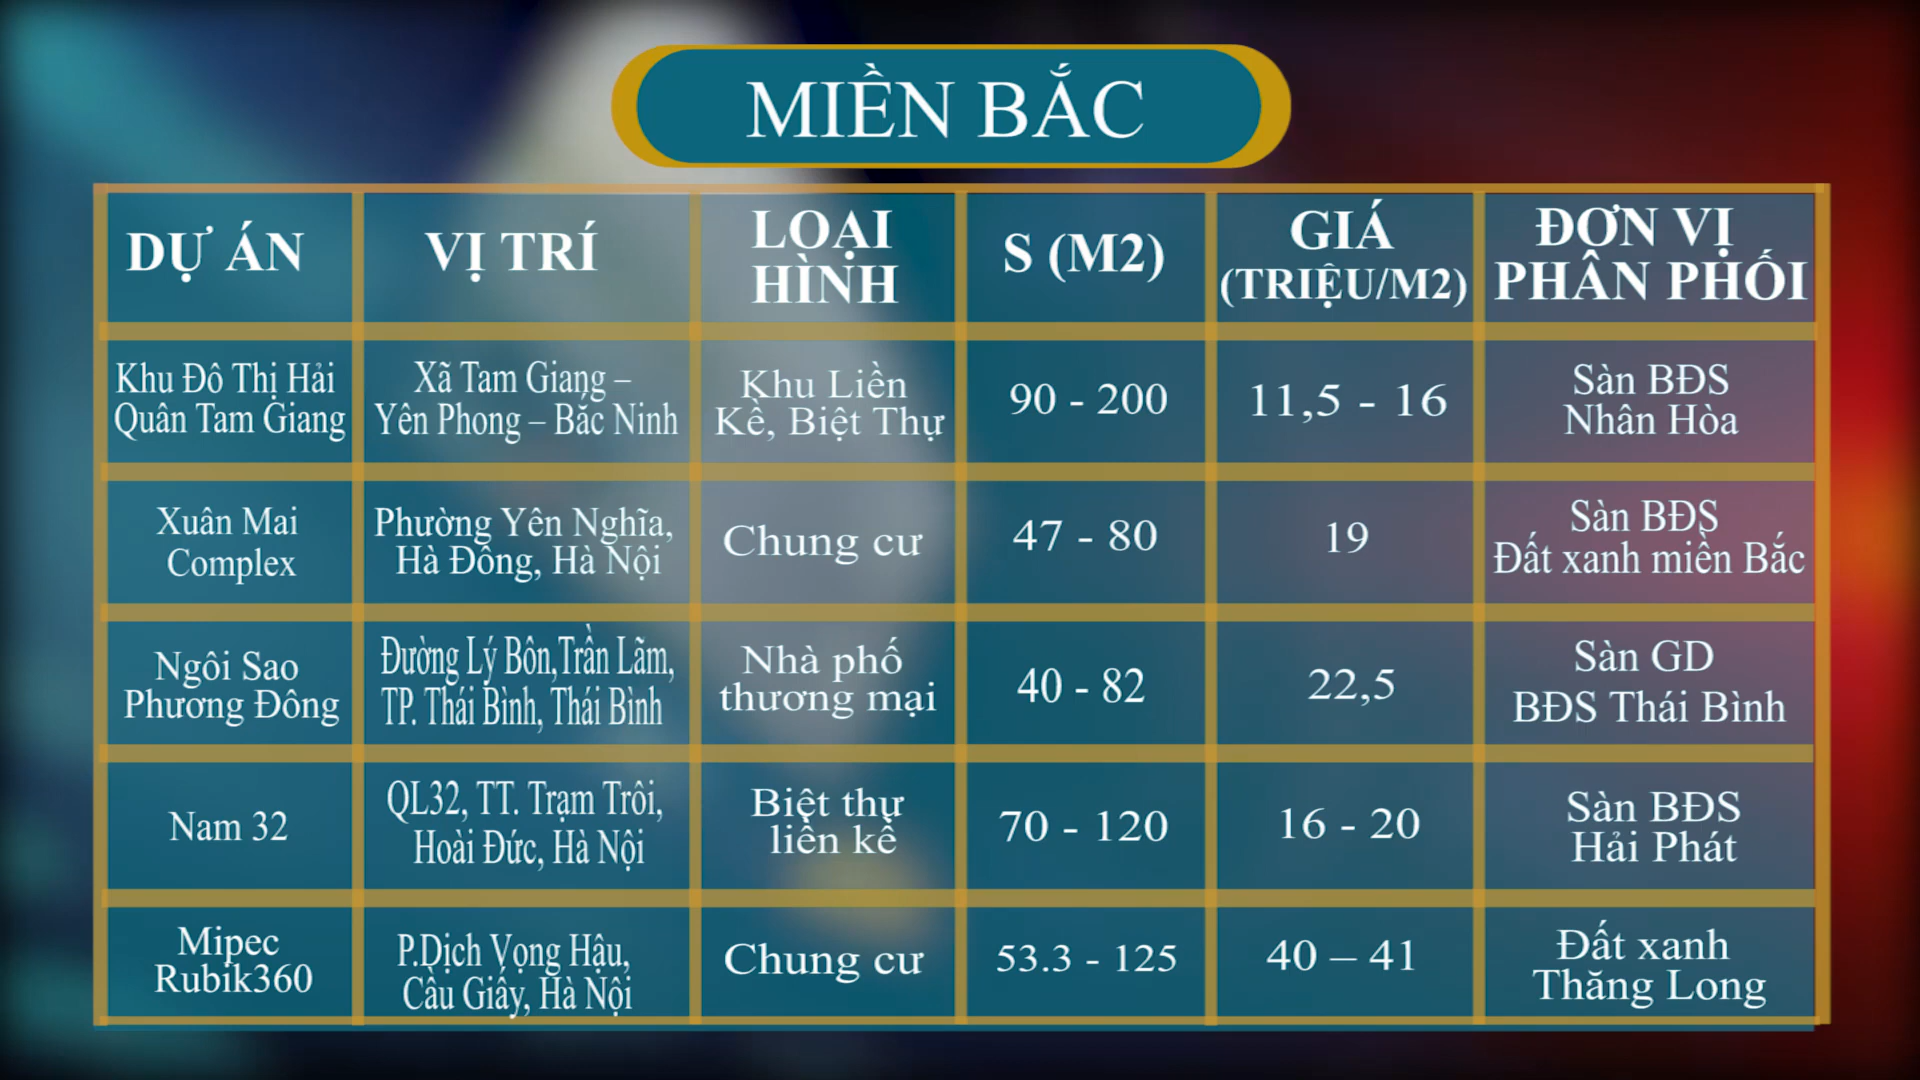 MIỀN BẮC
DỰ ÁN
VỊ TRÍ
LOẠI
HÌNH
S (M2)
GIÁ
(TRIỆU/M2)
ĐƠN VỊ
PHÂN PHỐI
Khu Đô Thị Hải
Quân Tam Giang
Xã Tam Giang –
Yên Phong – Bắc Ninh
Khu Liền
Kề, Biệt Thự
90 - 200
11,5 - 16
Sàn BĐS
Nhân Hòa
Xuân Mai
Complex
Phường Yên Nghĩa,
Hà Đông, Hà Nội
Chung cư
47 - 80
19
Sàn BĐS
Đất xanh miền Bắc
Ngôi Sao
Phương Đông
Đường Lý Bôn,Trần Lãm,
TP. Thái Bình, Thái Bình
Nhà phố
thương mại
40 - 82
22,5
Sàn GD
BĐS Thái Bình
Nam 32
QL32, TT. Trạm Trôi,
Hoài Đức, Hà Nội
Biệt thự
liền kề
70 - 120
16 - 20
Sàn BĐS
Hải Phát
Mipec
Rubik360
P.Dịch Vọng Hậu,
Cầu Giấy, Hà Nội
Chung cư
53.3 - 125
40 – 41
Đất xanh
Thăng Long